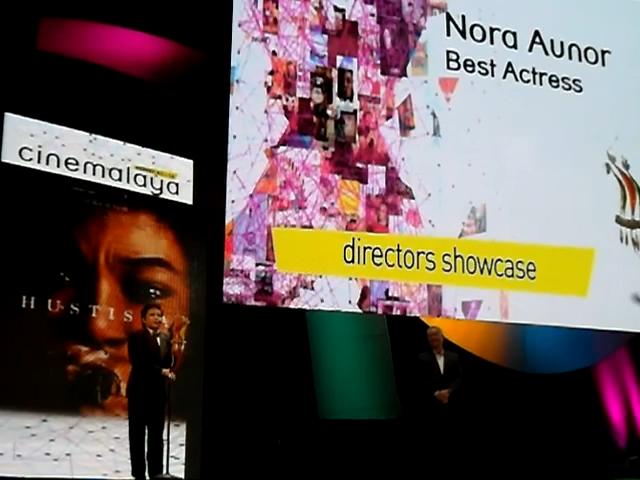 Nora Aunor
Best Actress
cinemalaya
directors showcase
HUSTIS